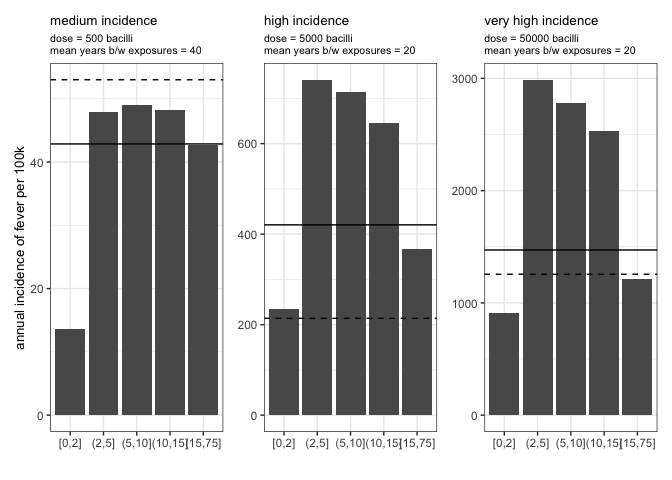 medium incidence
dose = 500 bacilli
mean years b/w exposures = 40
high incidence
dose = 5000 bacilli
mean years b/w exposures = 20
very high incidence
dose = 50000 bacilli
mean years b/w exposures = 20
annual incidence of fever per 100k
40
20
0
[0,2] (2,5] (5,10] (10,15] (15,75]
600
400
200
0
[0,2] (2,5] (5,10] (10,15] (15,75]
3000
2000
1000
0
[0,2] (2,5] (5,10] (10,15] (15,75]